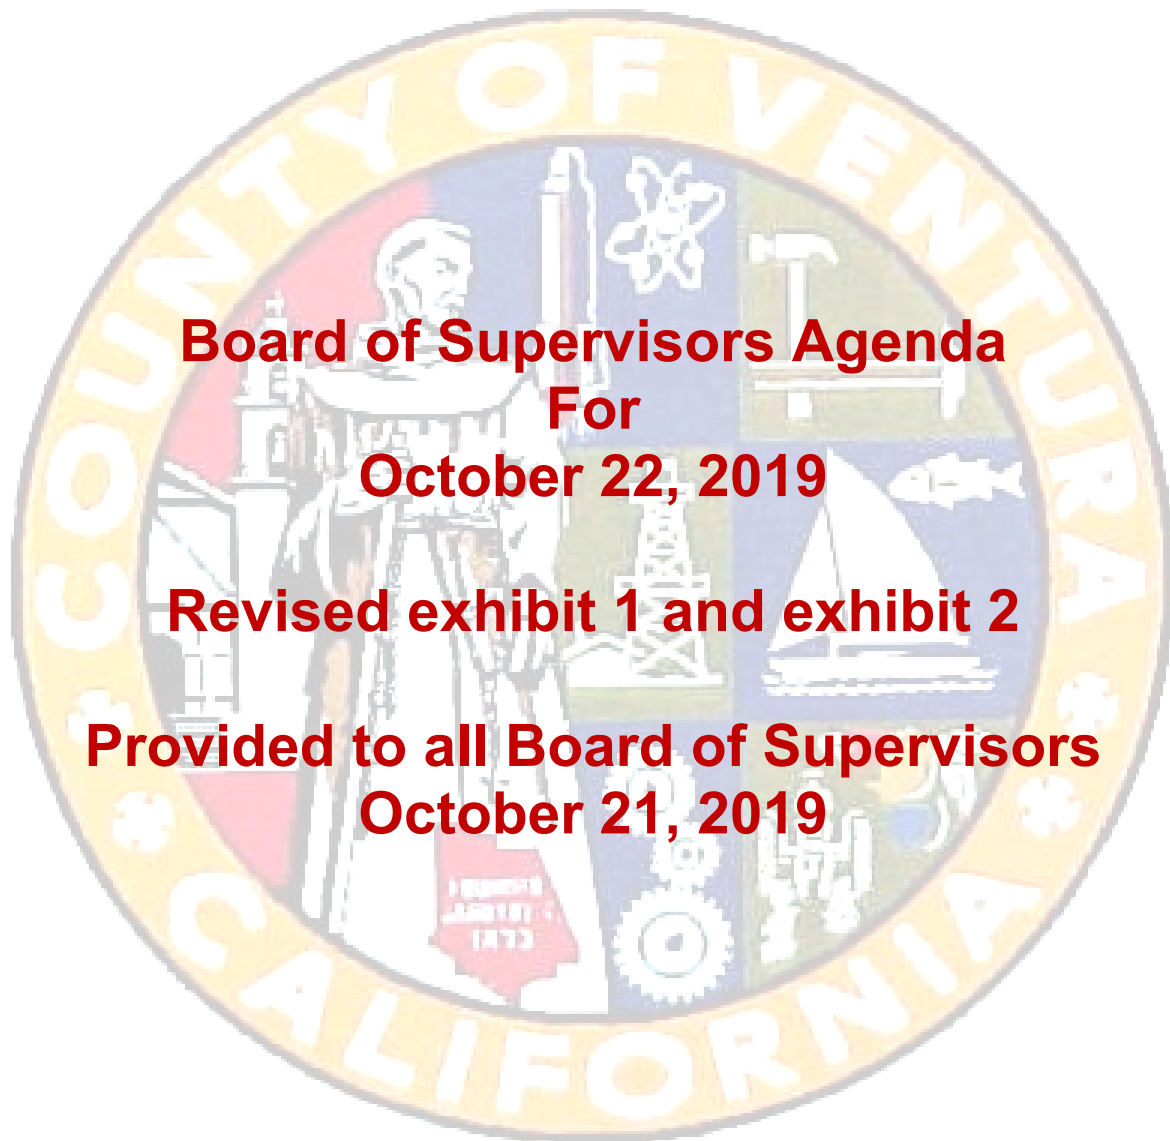 COUNTY OF VENTURA
Board of Supervisors Agenda
For
October 22, 2019
Revised exhibit 1 and exhibit 2
Provided to all Board of Supervisors
October 21, 2019
1873
CALIFORNIA